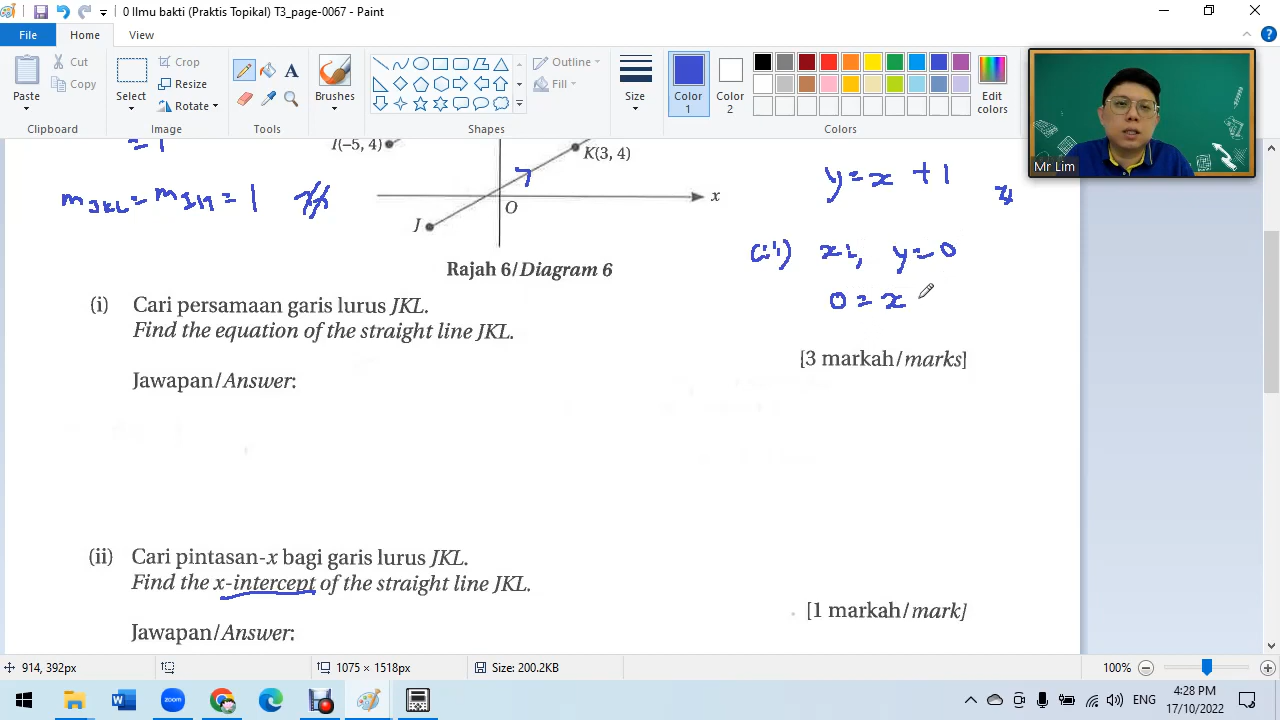 0 Ilmu bakti (Praktis Topikal) T3_page-0067 - Paint
File Home View
Paste Cut Copy Clipboard
Select Crop Resize Rotate Image
Tools
Brushes
Outline Fill Shapes
Size
Color 1 Color 2 Edit colors Colors
Mr Lim
= 1
I(–5, 4)
K(3, 4)
y = x + 1
m_JKL = m_IH = 1
x
O
J
(ii) xi, y = 0
Rajah 6/Diagram 6
0 = x
(i) Cari persamaan garis lurus JKL.
Find the equation of the straight line JKL.
[3 markah/marks]
Jawapan/Answer:
(ii) Cari pintasan-x bagi garis lurus JKL.
Find the x-intercept of the straight line JKL.
[1 markah/mark]
Jawapan/Answer:
914, 392px 1075 × 1518px Size: 200.2KB 100%
zoom
ENG
4:28 PM
17/10/2022